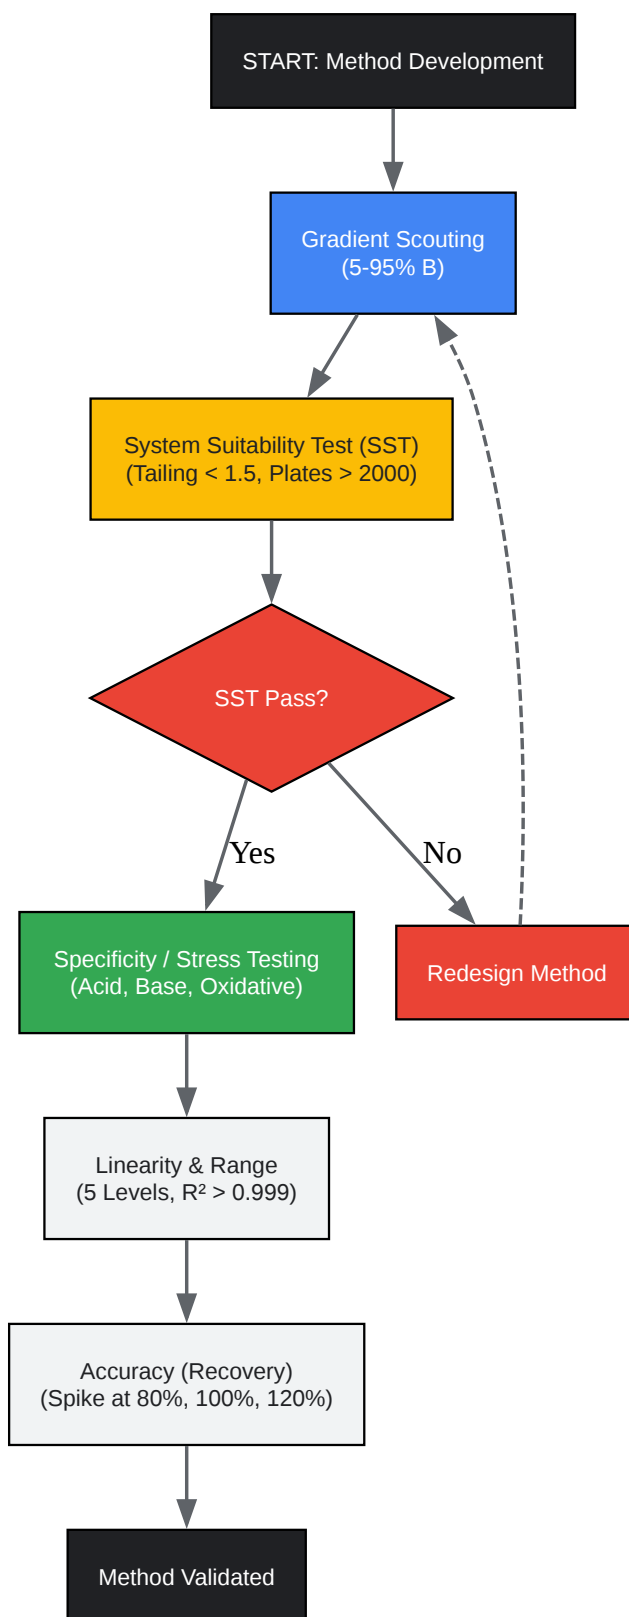 START: Method Development
Gradient Scouting
(5-95% B)
System Suitability Test (SST)
(Tailing < 1.5, Plates > 2000)
SST Pass?
Yes
No
Specificity / Stress Testing
(Acid, Base, Oxidative)
Redesign Method
Linearity & Range
(5 Levels, R² > 0.999)
Accuracy (Recovery)
(Spike at 80%, 100%, 120%)
Method Validated